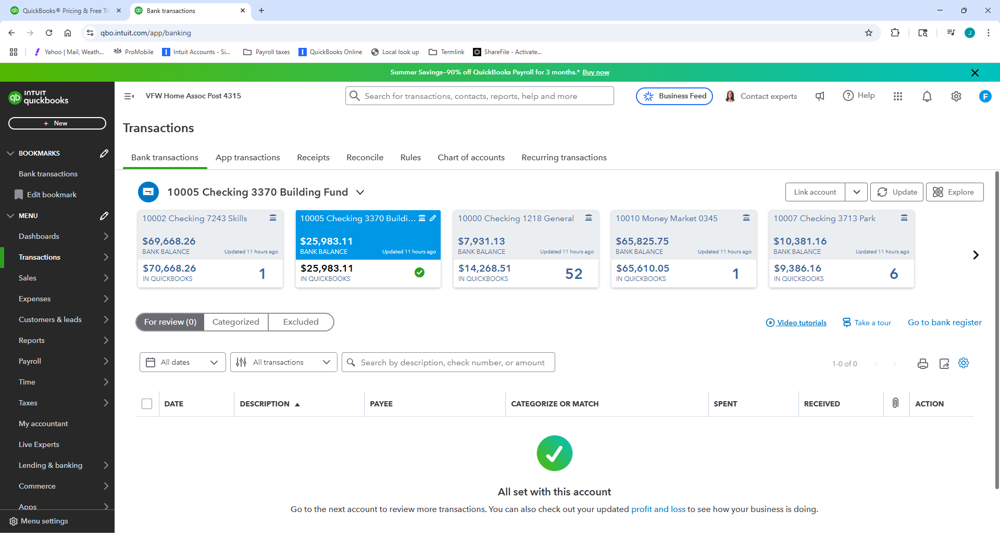 QuickBooks® Pricing & Free Tri
Bank transactions
qbo.intuit.com/app/banking
Yahoo | Mail, Weath...
ProMobile
Intuit Accounts - Si...
Payroll taxes
QuickBooks Online
Local look up
Termlink
ShareFile - Activate...
Summer Savings—90% off QuickBooks Payroll for 3 months.* Buy now
INTUIT
quickbooks
VFW Home Assoc Post 4315
Search for transactions, contacts, reports, help and more
Business Feed
Contact experts
Help
F
J
+ New
BOOKMARKS
Bank transactions
Edit bookmark
MENU
Dashboards
Transactions
Sales
Expenses
Customers & leads
Reports
Payroll
Time
Taxes
My accountant
Live Experts
Lending & banking
Commerce
Apps
Menu settings
Transactions
Bank transactions
App transactions
Receipts
Reconcile
Rules
Chart of accounts
Recurring transactions
10005 Checking 3370 Building Fund
Link account
Update
Explore
10002 Checking 7243 Skills
$69,668.26
BANK BALANCE
Updated 11 hours ago
$70,668.26
IN QUICKBOOKS
1
10005 Checking 3370 Buildi...
$25,983.11
BANK BALANCE
Updated 11 hours ago
$25,983.11
IN QUICKBOOKS
10000 Checking 1218 General
$7,931.13
BANK BALANCE
Updated 11 hours ago
$14,268.51
IN QUICKBOOKS
52
10010 Money Market 0345
$65,825.75
BANK BALANCE
Updated 11 hours ago
$65,610.05
IN QUICKBOOKS
1
10007 Checking 3713 Park
$10,381.16
BANK BALANCE
Updated 11 hours ago
$9,386.16
IN QUICKBOOKS
6
For review (0)
Categorized
Excluded
Video tutorials
Take a tour
Go to bank register
All dates
All transactions
Search by description, check number, or amount
1-0 of 0
DATE
DESCRIPTION
PAYEE
CATEGORIZE OR MATCH
SPENT
RECEIVED
ACTION
All set with this account
Go to the next account to review more transactions. You can also check out your updated profit and loss to see how your business is doing.